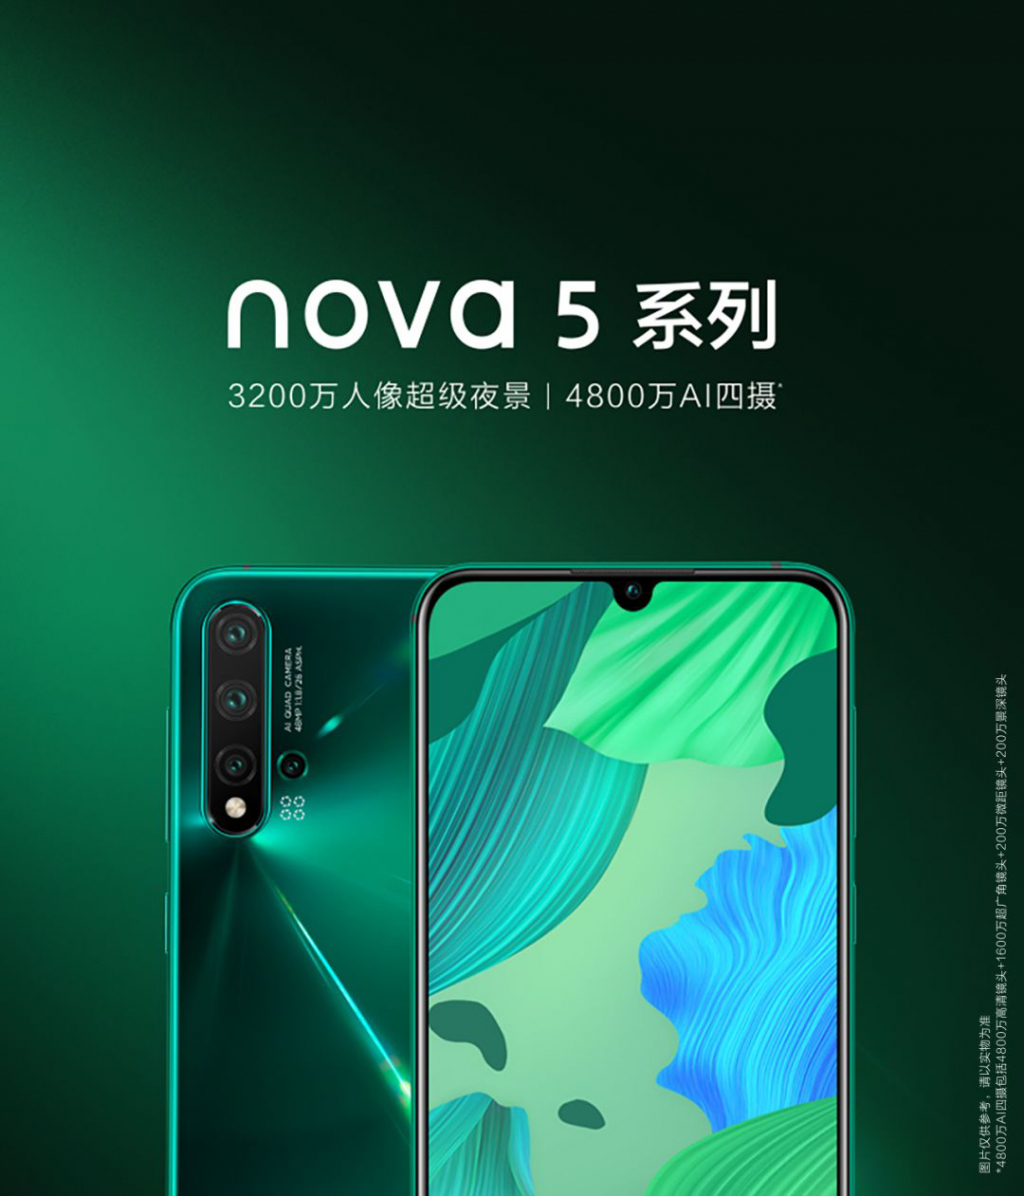 nova 5 系列
3200万人像超级夜景 | 4800万AI四摄*
AI QUAD CAMERA
48MP 1:1.8/26 ASPH.
图片仅供参考，请以实物为准
*4800万AI四摄包括4800万高清镜头+1600万超广角镜头+200万微距镜头+200万景深镜头